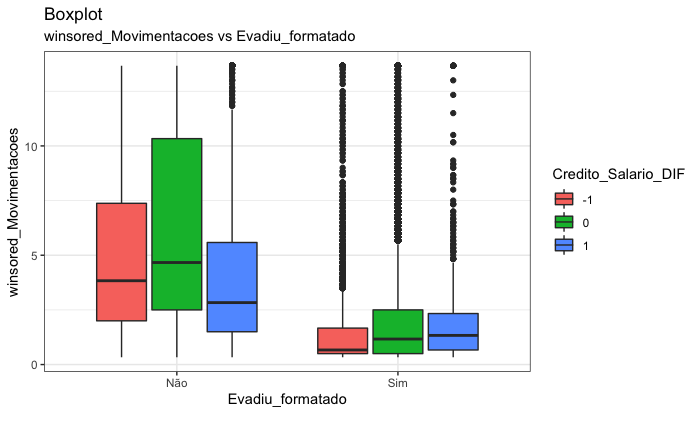 Boxplot
winsored_Movimentacoes vs Evadiu_formatado
winsored_Movimentacoes
10
5
0
Não
Sim
Evadiu_formatado
Credito_Salario_DIF
-1
0
1